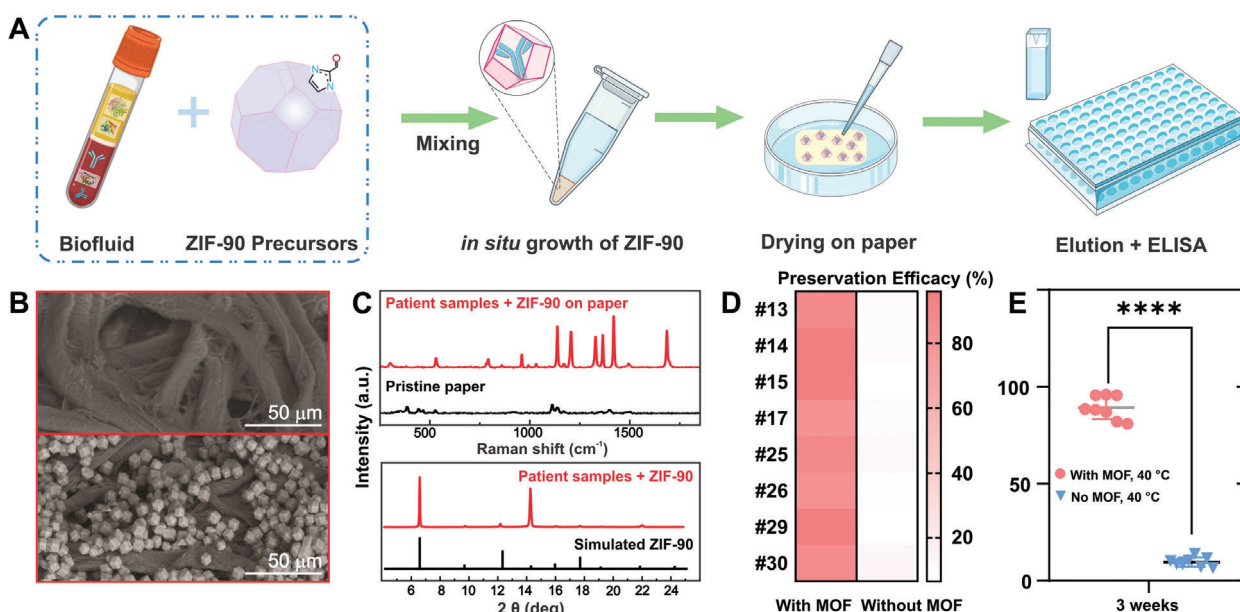 A
N
N
O
Biofluid
ZIF-90 Precursors
Mixing
in situ growth of ZIF-90
Drying on paper
Elution + ELISA
B
50 μm
50 μm
C
Patient samples + ZIF-90 on paper
Pristine paper
500
1000
1500
Raman shift (cm⁻¹)
Intensity (a.u.)
Patient samples + ZIF-90
Simulated ZIF-90
6 8 10 12 14 16 18 20 22 24
2 θ (deg)
D
Preservation Efficacy (%)
#13
#14
#15
#17
#25
#26
#29
#30
80
60
40
20
With MOF
Without MOF
E
****
100
50
0
With MOF, 40 °C
No MOF, 40 °C
3 weeks